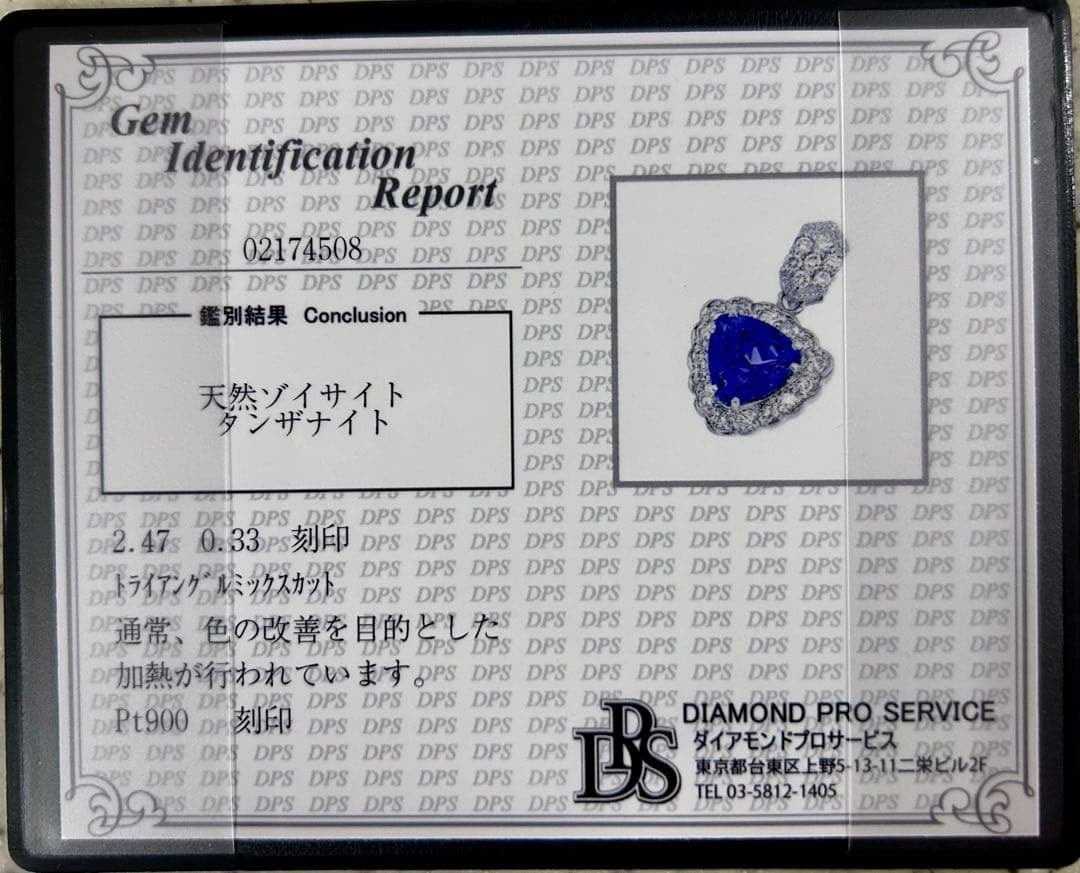 Gem
Identification
Report
02174508
鑑別結果 Conclusion
天然ゾイサイト
タンザナイト
2.47 0.33 刻印
ﾄﾗｲｱﾝｸﾞﾙﾐｯｸｽｶｯﾄ
通常、色の改善を目的とした
加熱が行われています。
Pt900 刻印
DPS
DIAMOND PRO SERVICE
ダイアモンドプロサービス
東京都台東区上野5-13-11二栄ビル2F
TEL 03-5812-1405